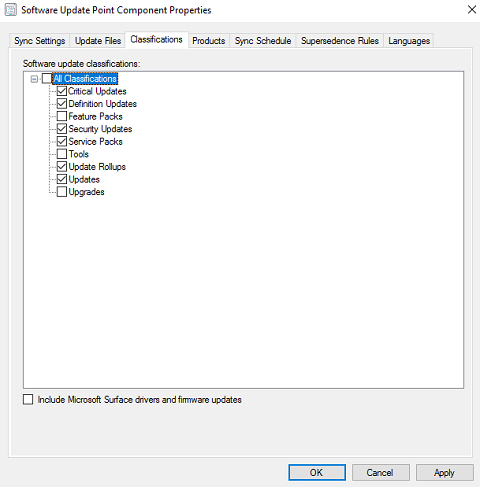 Software Update Point Component Properties
Sync Settings Update Files Classifications Products Sync Schedule Supersedence Rules Languages
Software update classifications:
All Classifications
Critical Updates
Definition Updates
Feature Packs
Security Updates
Service Packs
Tools
Update Rollups
Updates
Upgrades
Include Microsoft Surface drivers and firmware updates
OK Cancel Apply